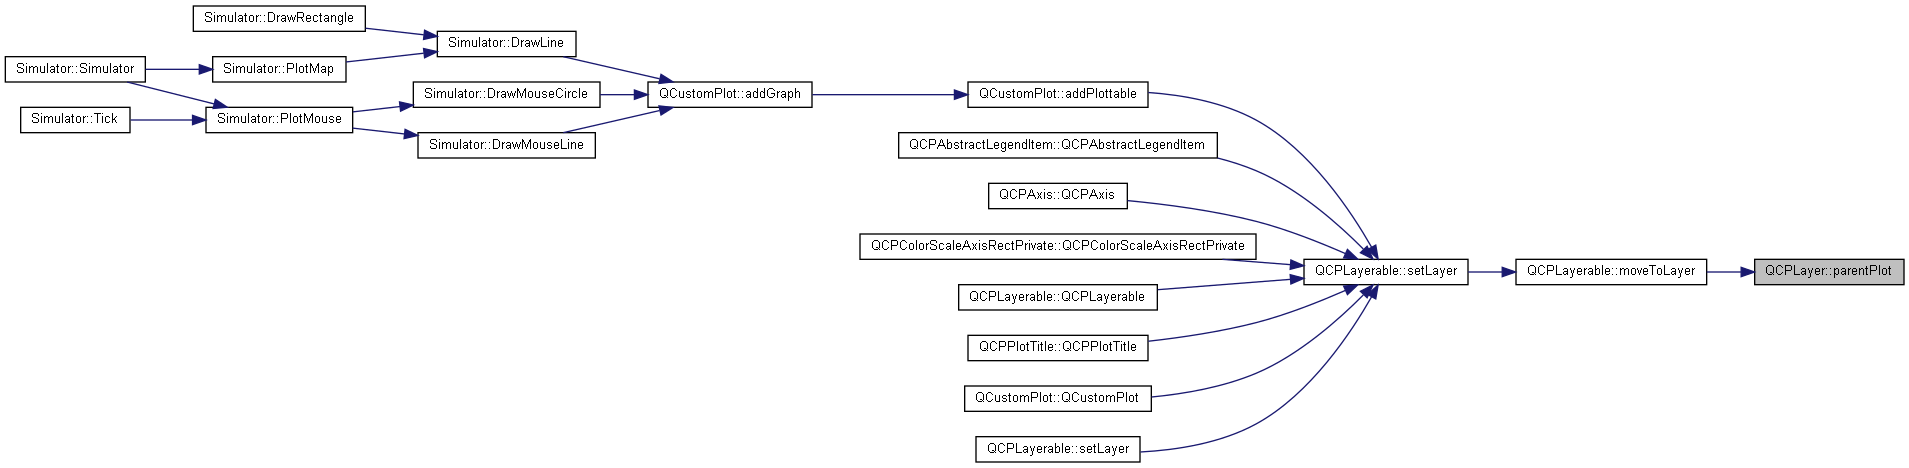 Simulator::DrawRectangle
Simulator::DrawLine
Simulator::Simulator
Simulator::PlotMap
Simulator::DrawMouseCircle
QCustomPlot::addGraph
QCustomPlot::addPlottable
Simulator::Tick
Simulator::PlotMouse
Simulator::DrawMouseLine
QCPAbstractLegendItem::QCPAbstractLegendItem
QCPAxis::QCPAxis
QCPColorScaleAxisRectPrivate::QCPColorScaleAxisRectPrivate
QCPLayerable::setLayer
QCPLayerable::moveToLayer
QCPLayer::parentPlot
QCPLayerable::QCPLayerable
QCPPlotTitle::QCPPlotTitle
QCustomPlot::QCustomPlot
QCPLayerable::setLayer